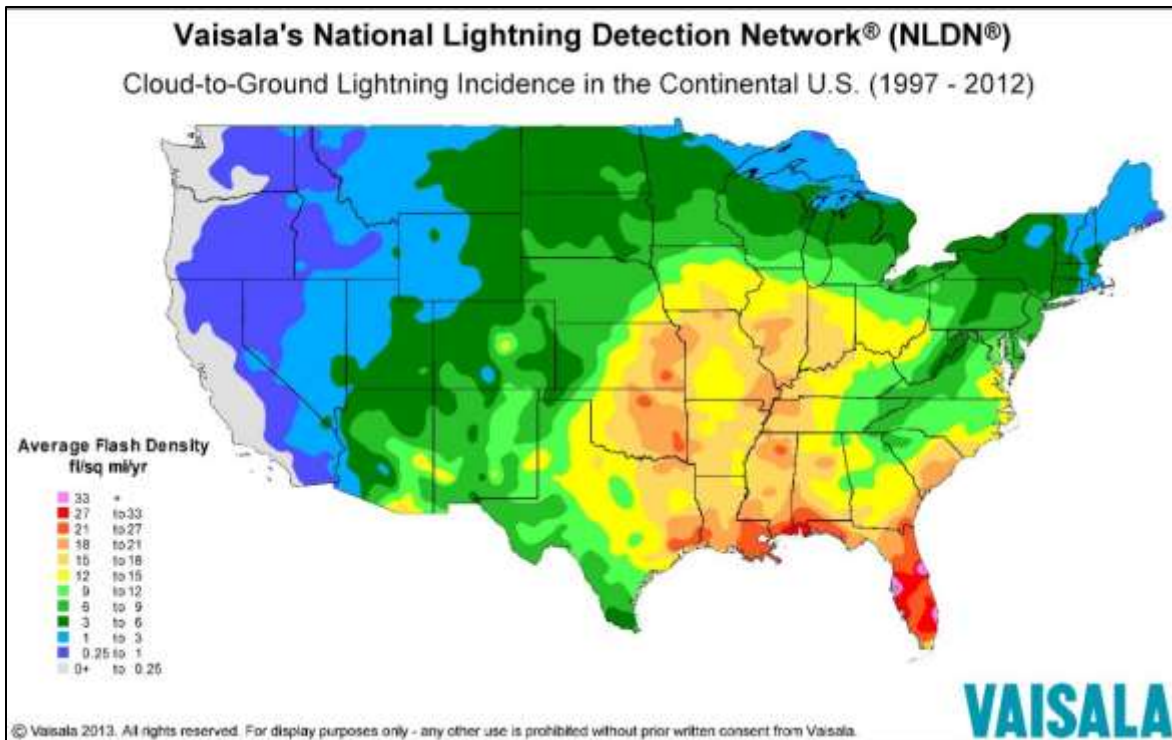 Vaisala's National Lightning Detection Network® (NLDN®)
Cloud-to-Ground Lightning Incidence in the Continental U.S. (1997 - 2012)
Average Flash Density
fl/sq mi/yr
33 +
27 to 33
21 to 27
18 to 21
15 to 18
12 to 15
9 to 12
6 to 9
3 to 6
1 to 3
0.25 to 1
0+ to 0.25
VAISALA
© Vaisala 2013. All rights reserved. For display purposes only - any other use is prohibited without prior written consent from Vaisala.